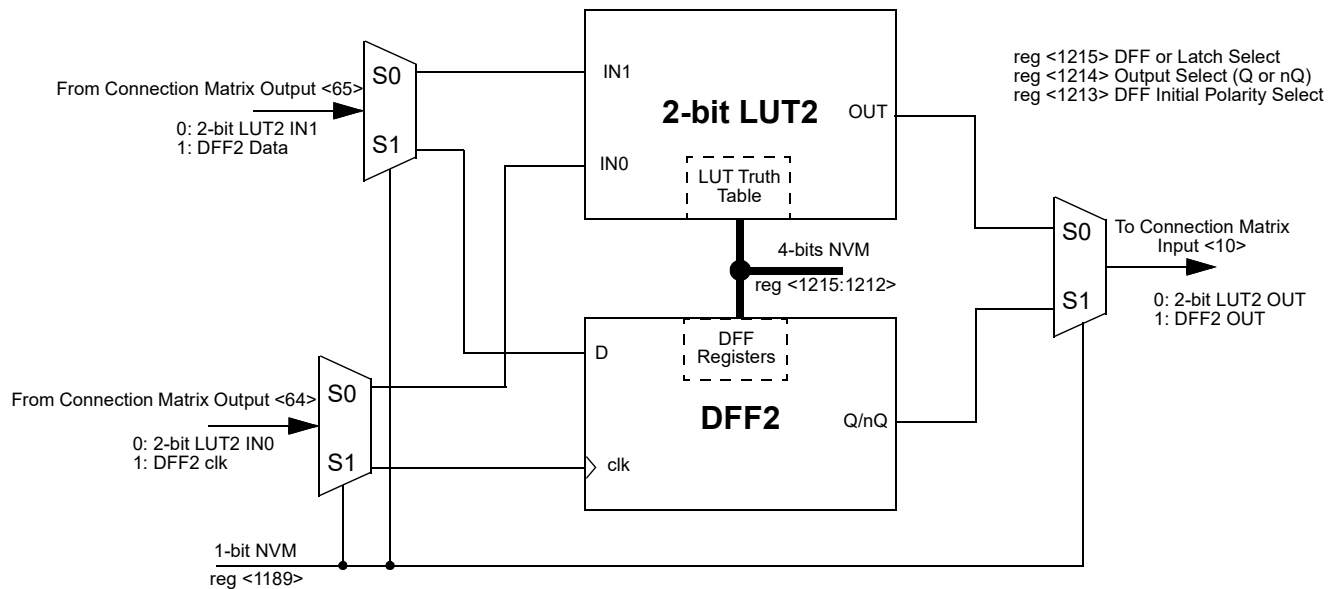 From Connection Matrix Output <65>
0: 2-bit LUT2 IN1
1: DFF2 Data
S0
S1
IN1
IN0
2-bit LUT2
OUT
LUT Truth
Table
reg <1215> DFF or Latch Select
reg <1214> Output Select (Q or nQ)
reg <1213> DFF Initial Polarity Select
4-bits NVM
reg <1215:1212>
S0
S1
To Connection Matrix
Input <10>
0: 2-bit LUT2 OUT
1: DFF2 OUT
From Connection Matrix Output <64>
0: 2-bit LUT2 IN0
1: DFF2 clk
S0
S1
D
DFF
Registers
DFF2
Q/nQ
clk
1-bit NVM
reg <1189>